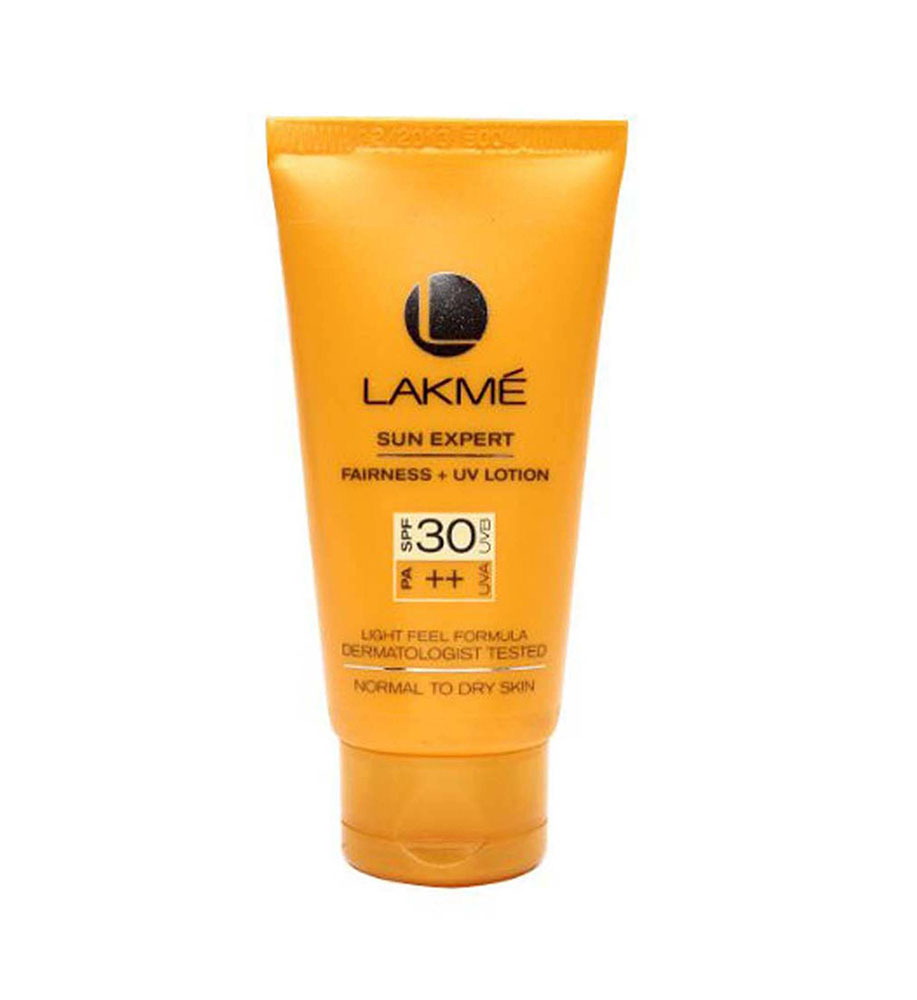 L
LAKMÉ
SUN EXPERT
FAIRNESS + UV LOTION
SPF 30 UVB
PA ++ UVA
LIGHT FEEL FORMULA
DERMATOLOGIST TESTED
NORMAL TO DRY SKIN